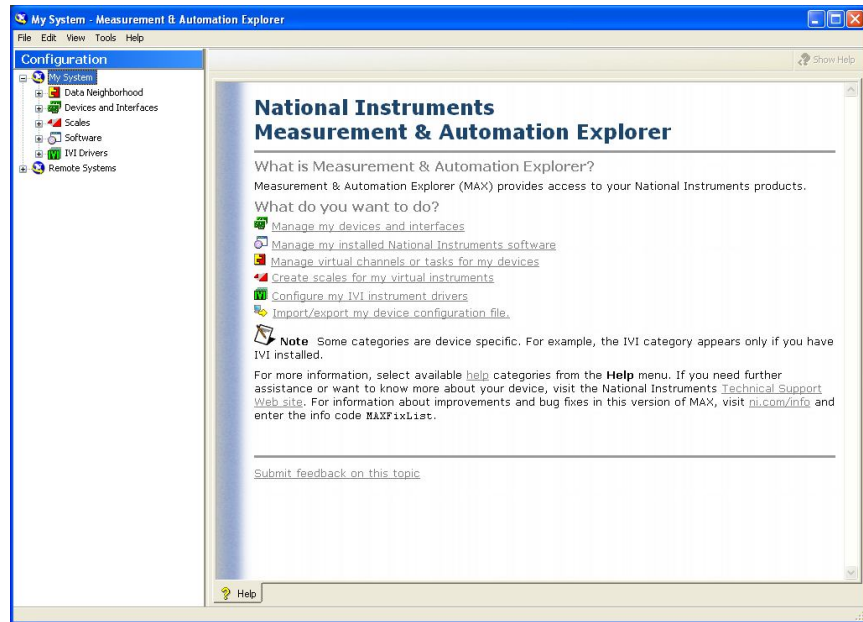 My System - Measurement & Automation Explorer
File Edit View Tools Help
Configuration
Show Help
My System
Data Neighborhood
Devices and Interfaces
Scales
Software
IVI Drivers
Remote Systems
National Instruments
Measurement & Automation Explorer
What is Measurement & Automation Explorer?
Measurement & Automation Explorer (MAX) provides access to your National Instruments products.
What do you want to do?
Manage my devices and interfaces
Manage my installed National Instruments software
Manage virtual channels or tasks for my devices
Create scales for my virtual instruments
Configure my IVI instrument drivers
Import/export my device configuration file.
Note Some categories are device specific. For example, the IVI category appears only if you have
IVI installed.
For more information, select available help categories from the Help menu. If you need further
assistance or want to know more about your device, visit the National Instruments Technical Support
Web site. For information about improvements and bug fixes in this version of MAX, visit ni.com/info and
enter the info code MAXFixList.
Submit feedback on this topic
Help